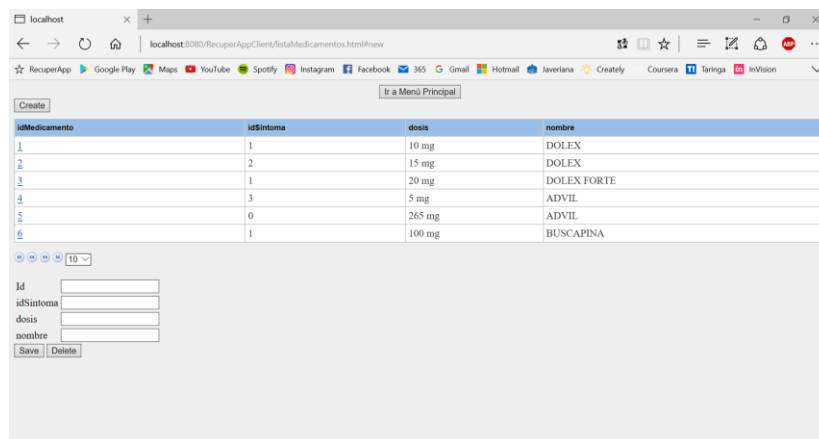 localhost
localhost:8080/RecuperAppClient/listaMedicamentos.html#new
RecuperApp Google Play Maps YouTube Spotify Instagram Facebook 365 Gmail Hotmail Javeriana Creately Coursera Taringa InVision
Ir a Menú Principal
Create
idMedicamento idSintoma dosis nombre
1 1 10 mg DOLEX
2 2 15 mg DOLEX
3 1 20 mg DOLEX FORTE
4 3 5 mg ADVIL
5 0 265 mg ADVIL
6 1 100 mg BUSCAPINA
10
Id
idSintoma
dosis
nombre
Save Delete